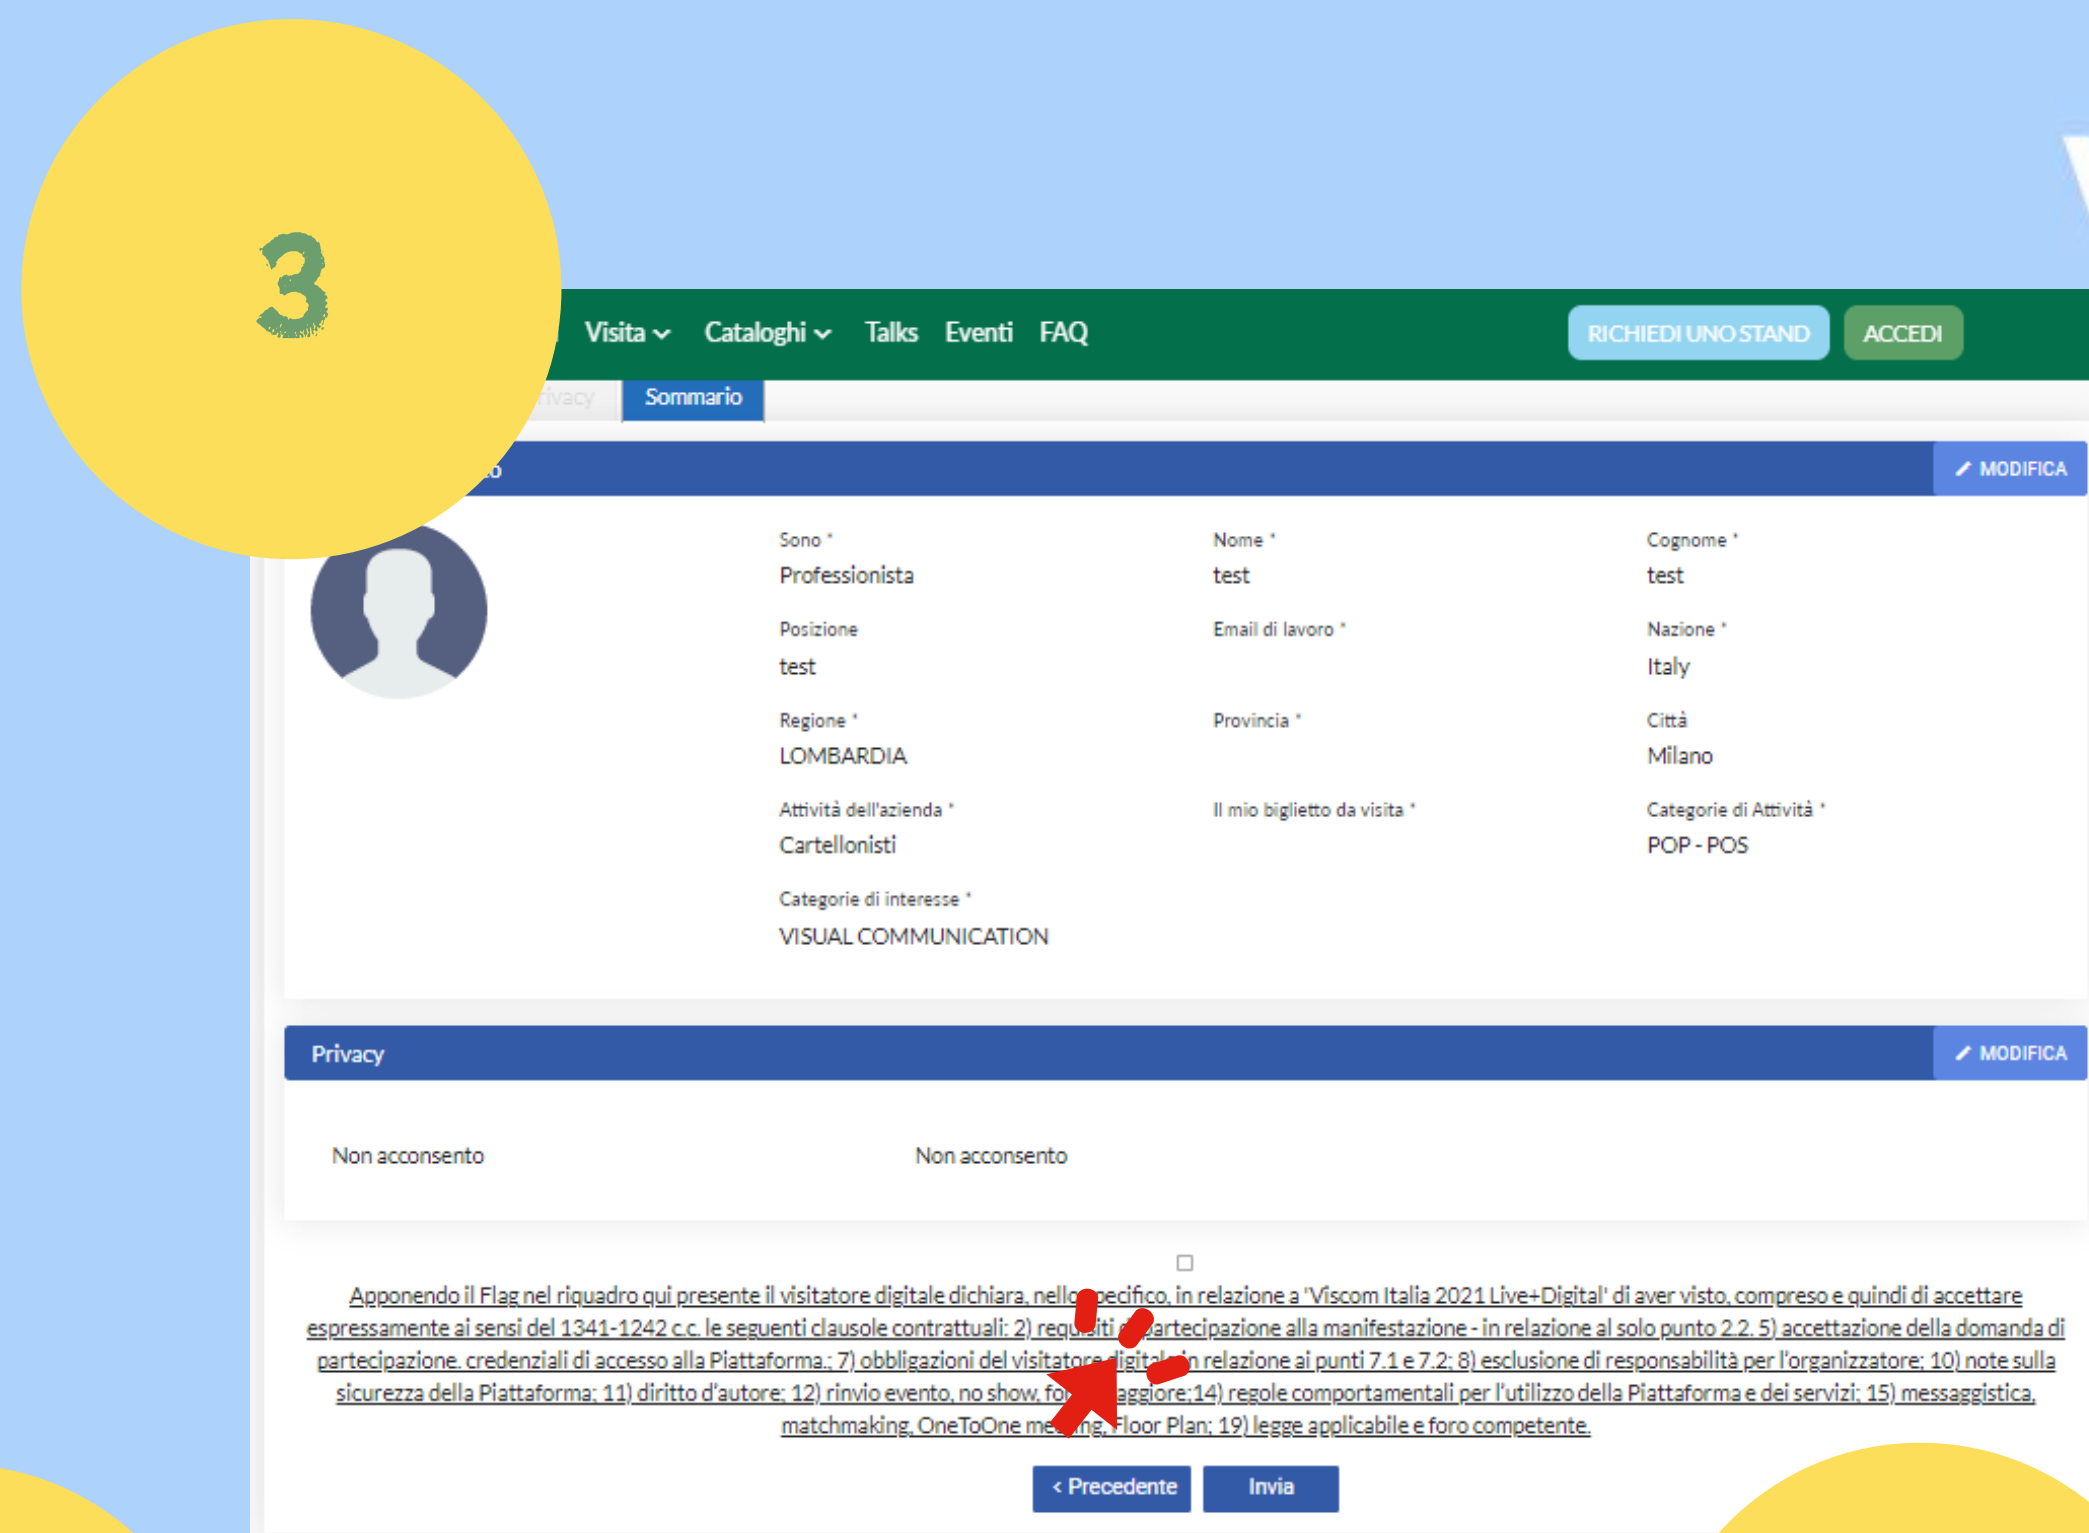 3
Visita Cataloghi Talks Eventi FAQ RICHIEDI UNO STAND ACCEDI
Sommario
MODIFICA
Sono * Nome * Cognome *
Professionista test test
Posizione Email di lavoro * Nazione *
test Italy
Regione * Provincia * Città
LOMBARDIA Milano
Attività dell'azienda * Il mio biglietto da visita * Categorie di Attività *
Cartellonisti POP - POS
Categorie di interesse *
VISUAL COMMUNICATION
Privacy MODIFICA
Non acconsento Non acconsento
Apponendo il Flag nel riquadro qui presente il visitatore digitale dichiara, nello specifico, in relazione a 'Viscom Italia 2021 Live+Digital' di aver visto, compreso e quindi di accettare
espressamente ai sensi del 1341-1242 c.c. le seguenti clausole contrattuali: 2) requisiti di partecipazione alla manifestazione - in relazione al solo punto 2.2. 5) accettazione della domanda di
partecipazione. credenziali di accesso alla Piattaforma.; 7) obbligazioni del visitatore digitale in relazione ai punti 7.1 e 7.2; 8) esclusione di responsabilità per l'organizzatore; 10) note sulla
sicurezza della Piattaforma; 11) diritto d'autore; 12) rinvio evento, no show, forza maggiore;14) regole comportamentali per l'utilizzo della Piattaforma e dei servizi; 15) messaggistica,
matchmaking, OneToOne meeting, Floor Plan; 19) legge applicabile e foro competente.
< Precedente Invia